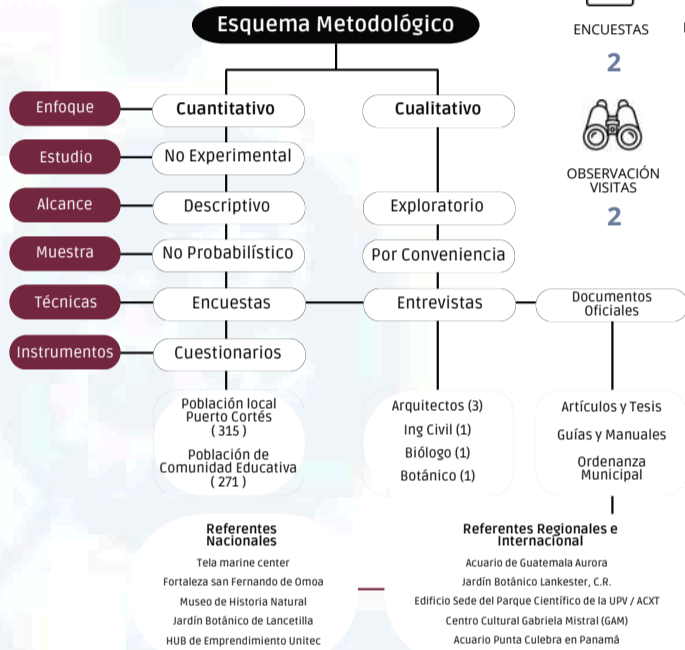 Esquema Metodológico
ENCUESTAS
2
OBSERVACIÓN
VISITAS
2
Enfoque
Cuantitativo
Cualitativo
Estudio
No Experimental
Alcance
Descriptivo
Exploratorio
Muestra
No Probabilístico
Por Conveniencia
Técnicas
Encuestas
Entrevistas
Documentos
Oficiales
Instrumentos
Cuestionarios
Población local
Puerto Cortés
( 315 )
Población de
Comunidad Educativa
( 271 )
Arquitectos (3)
Ing Civil (1)
Biólogo (1)
Botánico (1)
Artículos y Tesis
Guías y Manuales
Ordenanza
Municipal
Referentes
Nacionales
Tela marine center
Fortaleza san Fernando de Omoa
Museo de Historia Natural
Jardín Botánico de Lancetilla
HUB de Emprendimiento Unitec
Referentes Regionales e
Internacional
Acuario de Guatemala Aurora
Jardín Botánico Lankester, C.R.
Edificio Sede del Parque Científico de la UPV / ACXT
Centro Cultural Gabriela Mistral (GAM)
Acuario Punta Culebra en Panamá